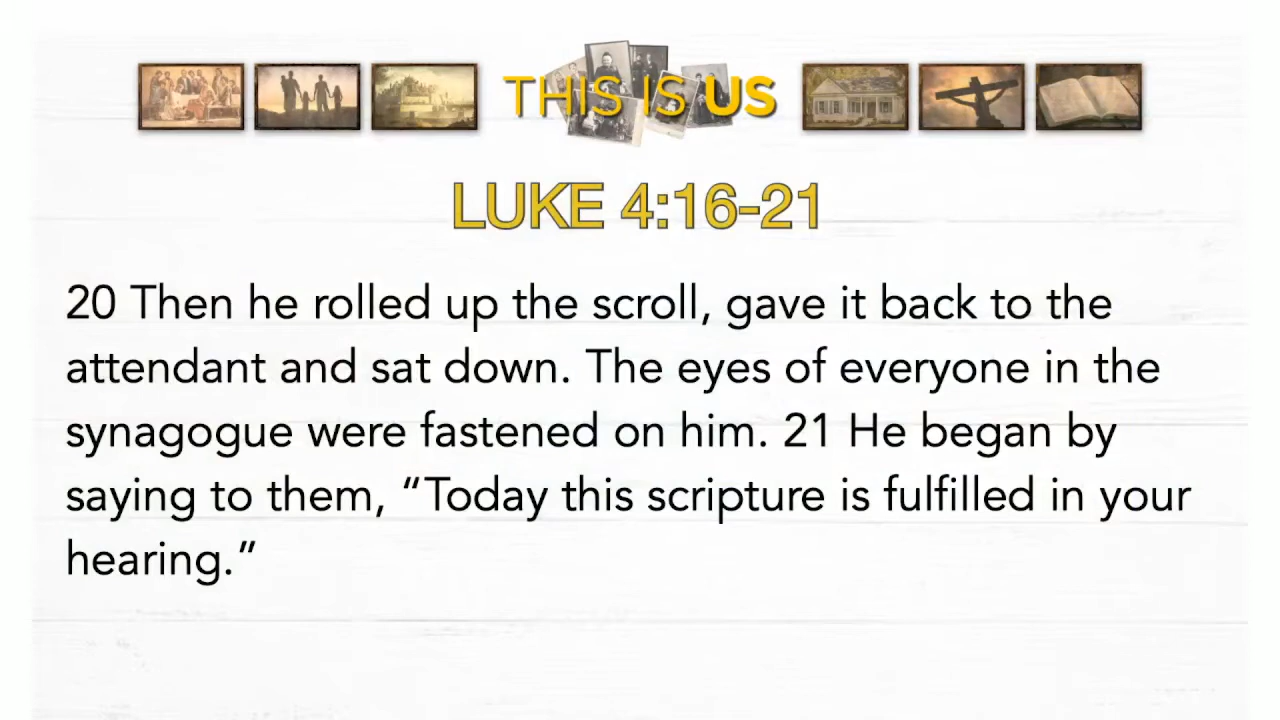 THIS IS US
LUKE 4:16-21
20 Then he rolled up the scroll, gave it back to the
attendant and sat down. The eyes of everyone in the
synagogue were fastened on him. 21 He began by
saying to them, “Today this scripture is fulfilled in your
hearing.”